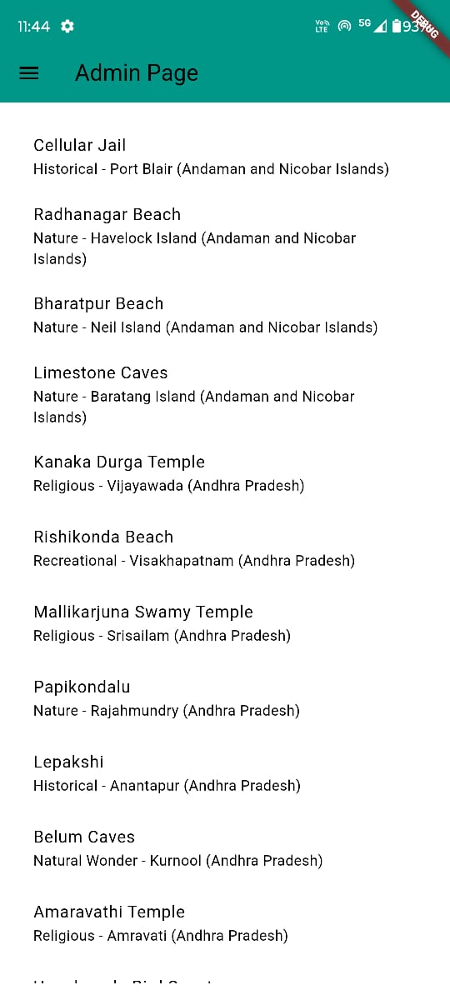 11:44
Vo
LTE
5G
93%
DEBUG
Admin Page
Cellular Jail
Historical - Port Blair (Andaman and Nicobar Islands)
Radhanagar Beach
Nature - Havelock Island (Andaman and Nicobar
Islands)
Bharatpur Beach
Nature - Neil Island (Andaman and Nicobar Islands)
Limestone Caves
Nature - Baratang Island (Andaman and Nicobar
Islands)
Kanaka Durga Temple
Religious - Vijayawada (Andhra Pradesh)
Rishikonda Beach
Recreational - Visakhapatnam (Andhra Pradesh)
Mallikarjuna Swamy Temple
Religious - Srisailam (Andhra Pradesh)
Papikondalu
Nature - Rajahmundry (Andhra Pradesh)
Lepakshi
Historical - Anantapur (Andhra Pradesh)
Belum Caves
Natural Wonder - Kurnool (Andhra Pradesh)
Amaravathi Temple
Religious - Amravati (Andhra Pradesh)